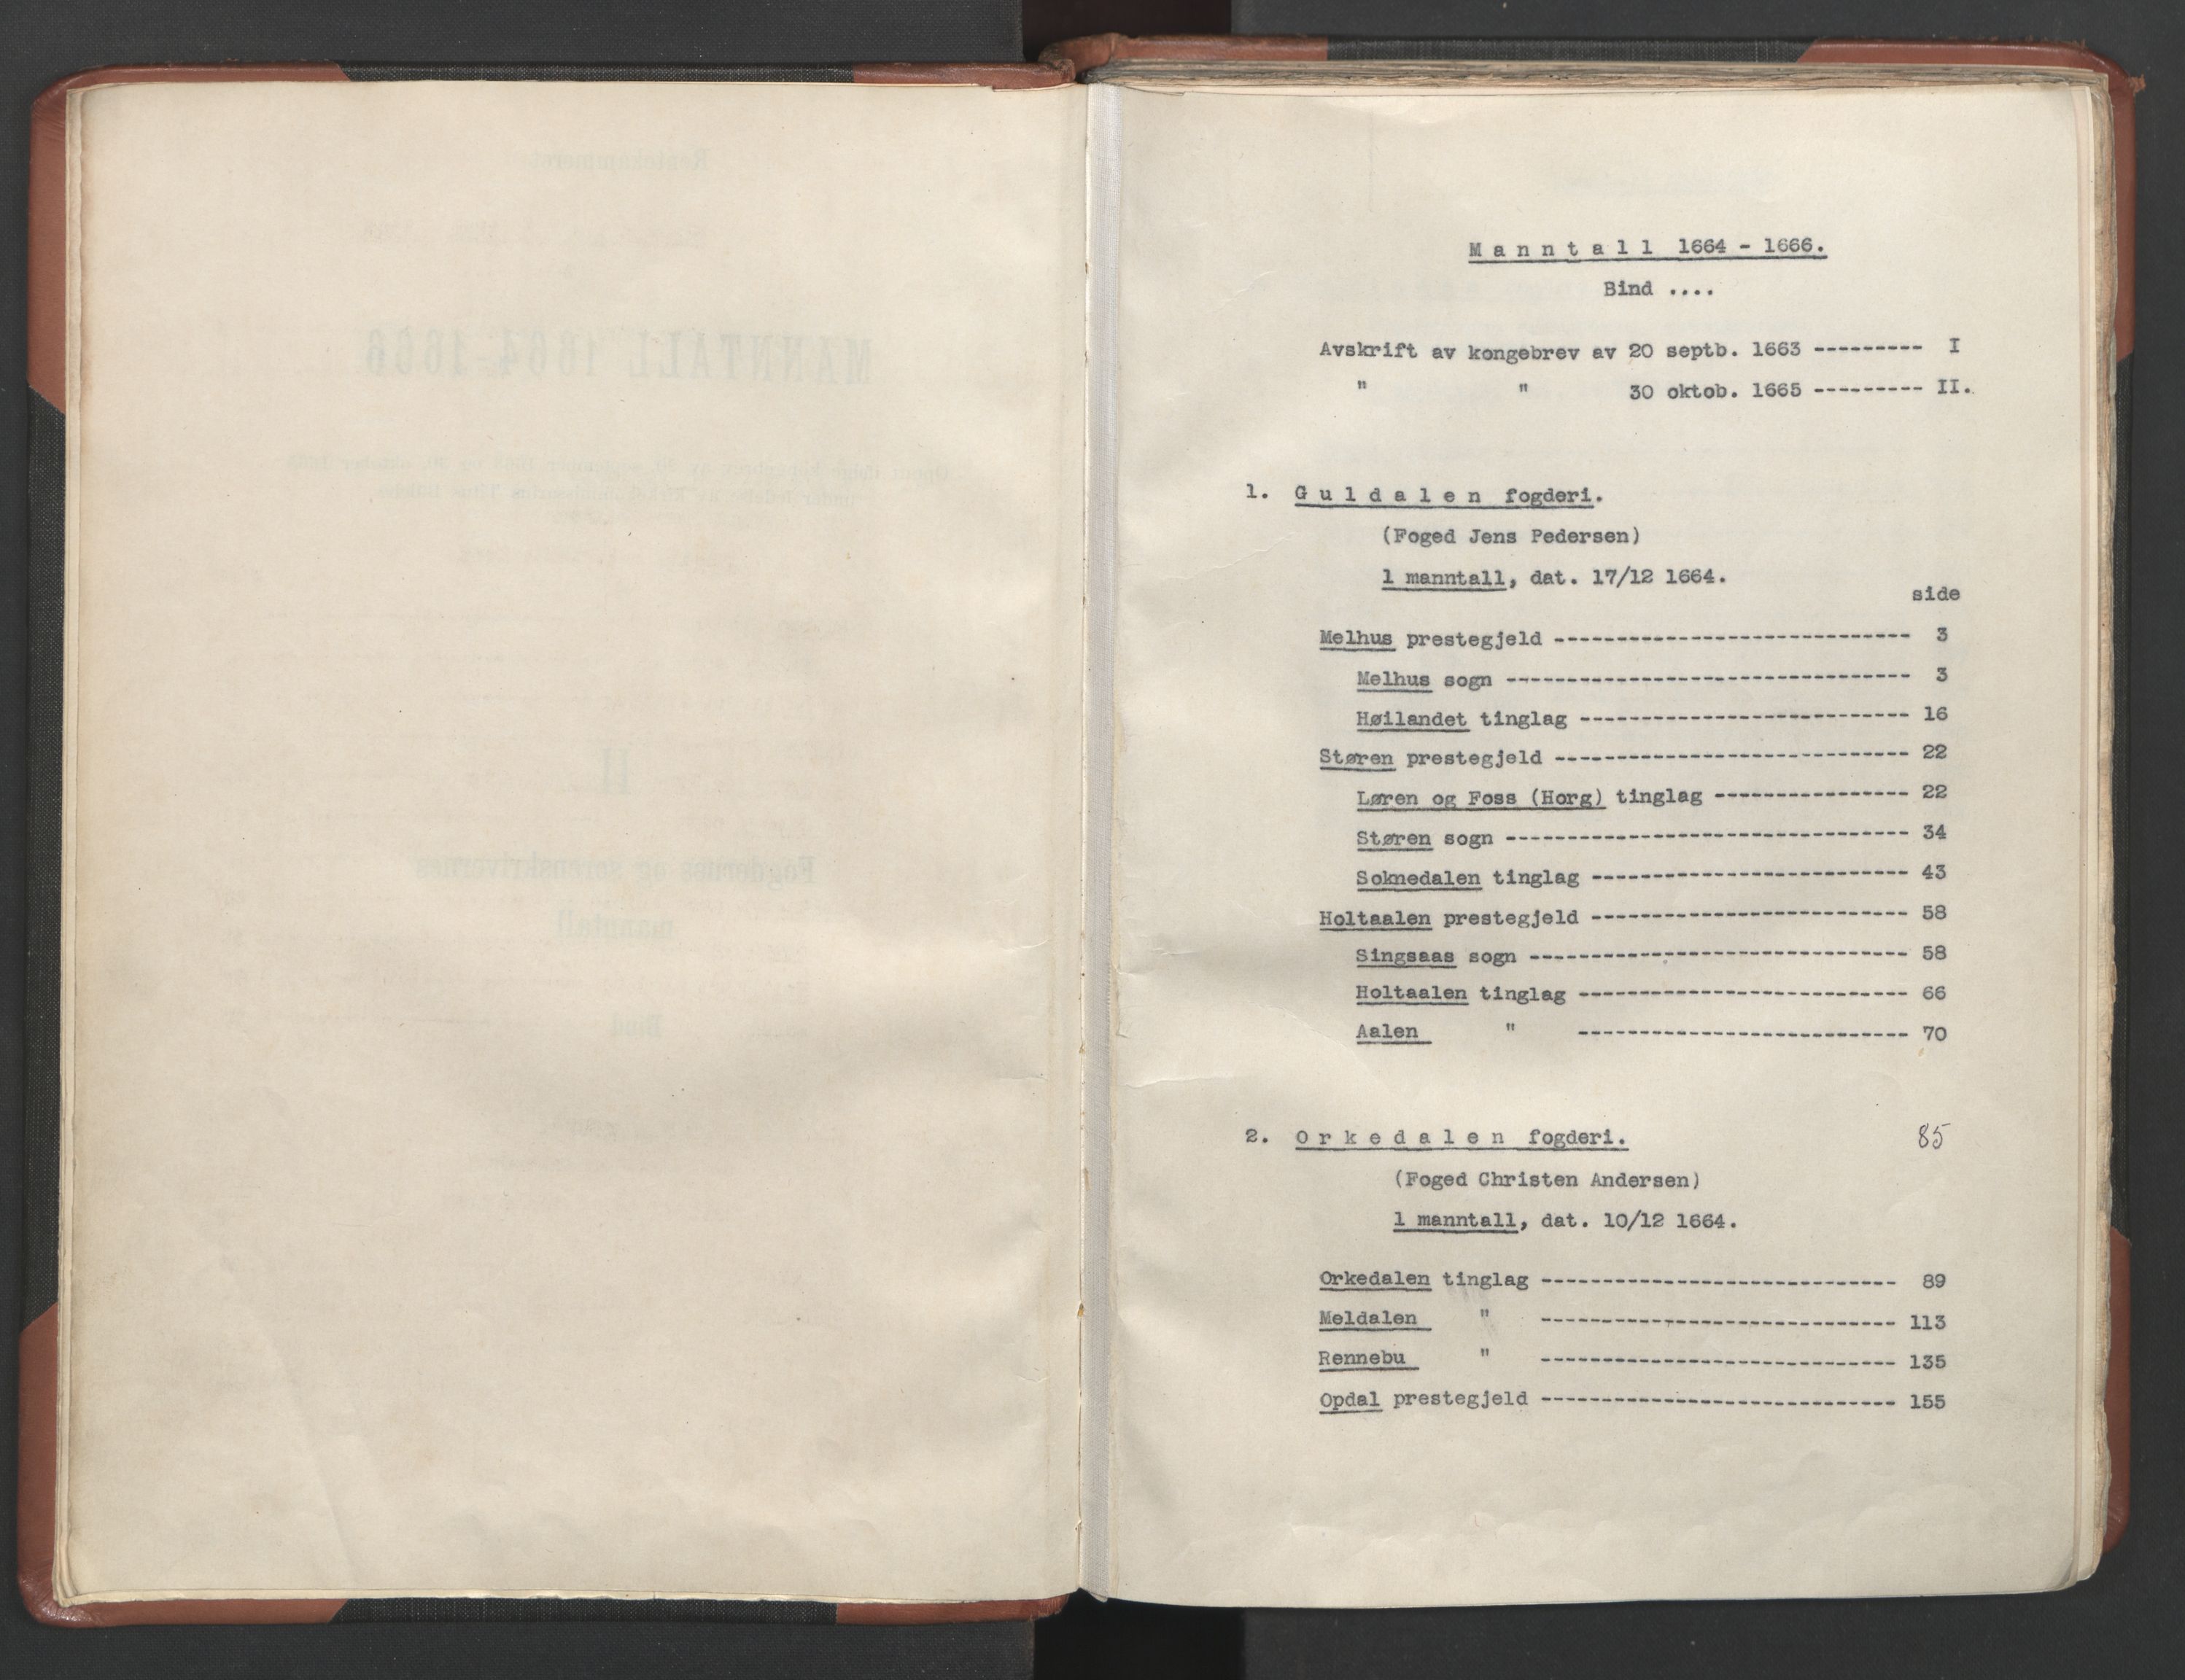 Manntall 1664 - 1666.
Bind ....
Avskrift av kongebrev av 20 septb. 1663 --------- I
" " 30 oktob. 1665 --------- II.
1. Guldalen fogderi.
(Foged Jens Pedersen)
1 manntall, dat. 17/12 1664.
side
Melhus prestegjeld ----------------------------- 3
Melhus sogn --------------------------------- 3
Høilandet tinglag --------------------------- 16
Støren prestegjeld ----------------------------- 22
Løren og Foss (Horg) tinglag ---------------- 22
Støren sogn --------------------------------- 34
Soknedalen tinglag -------------------------- 43
Holtaalen prestegjeld -------------------------- 58
Singsaas sogn ------------------------------- 58
Holtaalen tinglag --------------------------- 66
Aalen " --------------------------- 70
2. Orkedalen fogderi. 85
(Foged Christen Andersen)
1 manntall, dat. 10/12 1664.
Orkedalen tinglag ----------------------------- 89
Meldalen " ----------------------------- 113
Rennebu " ----------------------------- 135
Opdal prestegjeld ----------------------------- 155